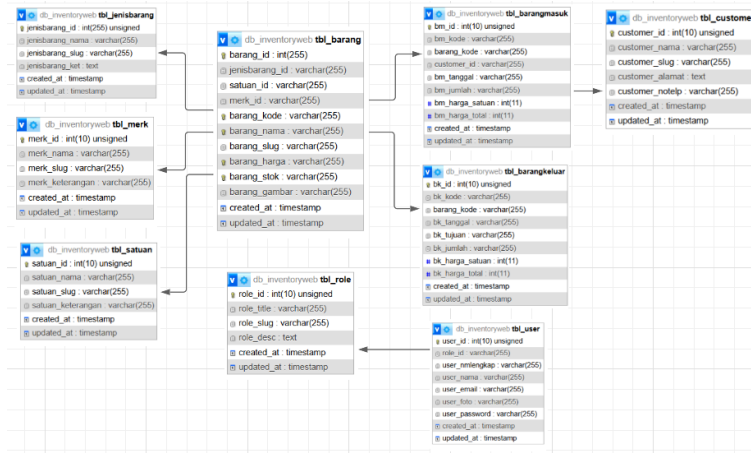 db_inventoryweb tbl_jenisbarang
jenisbarang_id : int(255) unsigned
jenisbarang_nama : varchar(255)
jenisbarang_slug : varchar(255)
jenisbarang_ket : text
created_at : timestamp
updated_at : timestamp
db_inventoryweb tbl_merk
merk_id : int(10) unsigned
merk_nama : varchar(255)
merk_slug : varchar(255)
merk_keterangan : varchar(255)
created_at : timestamp
updated_at : timestamp
db_inventoryweb tbl_satuan
satuan_id : int(10) unsigned
satuan_nama : varchar(255)
satuan_slug : varchar(255)
satuan_keterangan : varchar(255)
created_at : timestamp
updated_at : timestamp
db_inventoryweb tbl_barang
barang_id : int(255)
jenisbarang_id : varchar(255)
satuan_id : varchar(255)
merk_id : varchar(255)
barang_kode : varchar(255)
barang_nama : varchar(255)
barang_slug : varchar(255)
barang_harga : varchar(255)
barang_stok : varchar(255)
barang_gambar : varchar(255)
created_at : timestamp
updated_at : timestamp
db_inventoryweb tbl_role
role_id : int(10) unsigned
role_title : varchar(255)
role_slug : varchar(255)
role_desc : text
created_at : timestamp
updated_at : timestamp
db_inventoryweb tbl_barangmasuk
bm_id : int(10) unsigned
bm_kode : varchar(255)
barang_kode : varchar(255)
customer_id : varchar(255)
bm_tanggal : varchar(255)
bm_jumlah : varchar(255)
bm_harga_satuan : int(11)
bm_harga_total : int(11)
created_at : timestamp
updated_at : timestamp
db_inventoryweb tbl_barangkeluar
bk_id : int(10) unsigned
bk_kode : varchar(255)
barang_kode : varchar(255)
bk_tanggal : varchar(255)
bk_tujuan : varchar(255)
bk_jumlah : varchar(255)
bk_harga_satuan : int(11)
bk_harga_total : int(11)
created_at : timestamp
updated_at : timestamp
db_inventoryweb tbl_user
user_id : int(10) unsigned
role_id : varchar(255)
user_nmlengkap : varchar(255)
user_nama : varchar(255)
user_email : varchar(255)
user_foto : varchar(255)
user_password : varchar(255)
created_at : timestamp
updated_at : timestamp
db_inventoryweb tbl_custome
customer_id : int(10) unsigned
customer_nama : varchar(255)
customer_slug : varchar(255)
customer_alamat : text
customer_notelp : varchar(255)
created_at : timestamp
updated_at : timestamp